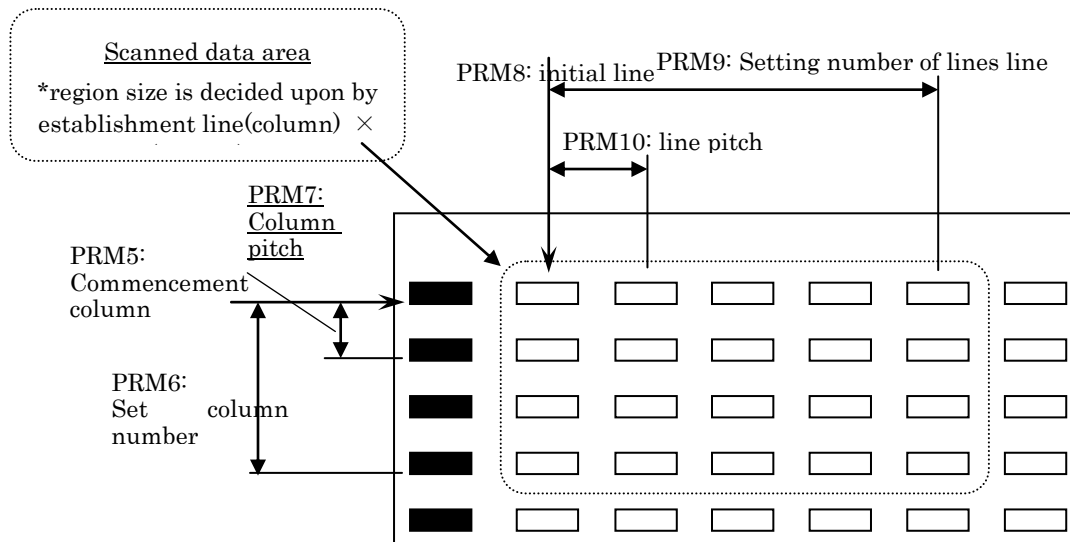 Scanned data area
*region size is decided upon by
establishment line(column) ×
PRM8: initial line
PRM9: Setting number of lines line
PRM10: line pitch
PRM7:
Column
pitch
PRM5:
Commencement
column
PRM6:
Set column
number